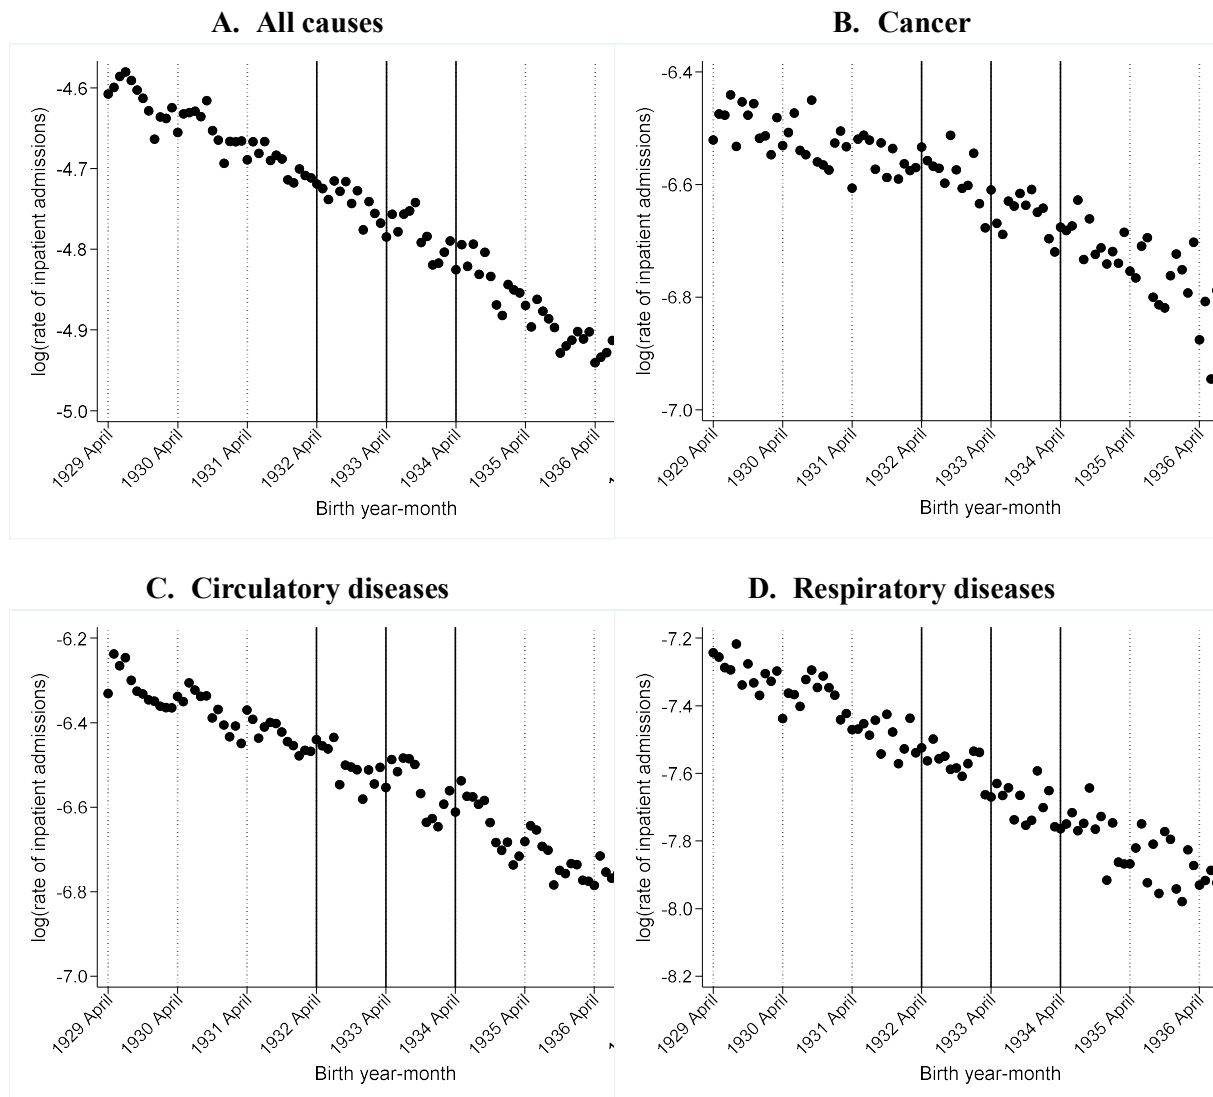 A. All causes
B. Cancer
log(rate of inpatient admissions)
-4.6
-4.7
-4.8
-4.9
-5.0
1929 April
1930 April
1931 April
1932 April
1933 April
1934 April
1935 April
1936 April
Birth year-month
log(rate of inpatient admissions)
-6.4
-6.6
-6.8
-7.0
1929 April
1930 April
1931 April
1932 April
1933 April
1934 April
1935 April
1936 April
Birth year-month
C. Circulatory diseases
D. Respiratory diseases
log(rate of inpatient admissions)
-6.2
-6.4
-6.6
-6.8
-7.0
1929 April
1930 April
1931 April
1932 April
1933 April
1934 April
1935 April
1936 April
Birth year-month
log(rate of inpatient admissions)
-7.2
-7.4
-7.6
-7.8
-8.0
-8.2
1929 April
1930 April
1931 April
1932 April
1933 April
1934 April
1935 April
1936 April
Birth year-month